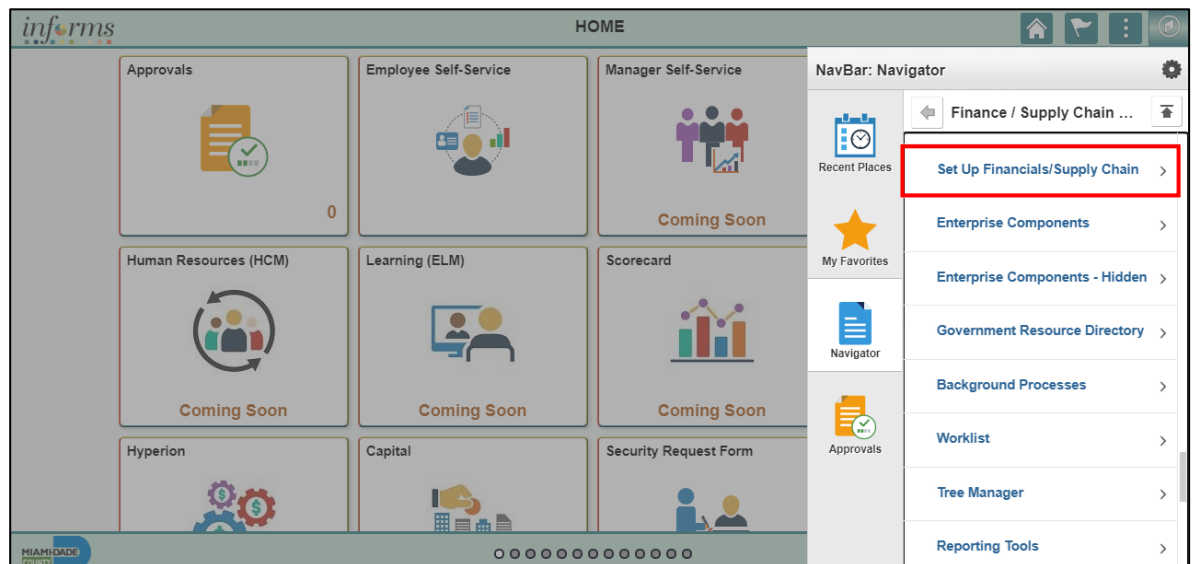 informs
HOME
Approvals
0
Employee Self-Service
Manager Self-Service
Coming Soon
Human Resources (HCM)
Coming Soon
Learning (ELM)
Coming Soon
Scorecard
Coming Soon
Hyperion
Capital
Security Request Form
MIAMI-DADE
COUNTY
NavBar: Navigator
Recent Places
My Favorites
Navigator
Approvals
Finance / Supply Chain ...
Set Up Financials/Supply Chain
Enterprise Components
Enterprise Components - Hidden
Government Resource Directory
Background Processes
Worklist
Tree Manager
Reporting Tools